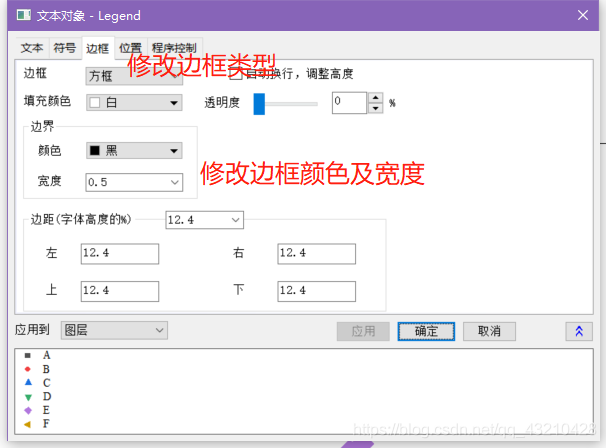 文本对象 - Legend
文本 符号 边框 位置 程序控制
修改边框类型
边框 方框 自动换行，调整高度
填充颜色 白 透明度 0 %
边界
颜色 黑
修改边框颜色及宽度
宽度 0.5
边距(字体高度的%) 12.4
左 12.4 右 12.4
上 12.4 下 12.4
应用到 图层 应用 确定 取消
A
B
C
D
E
F
https://blog.csdn.net/qq_43210428